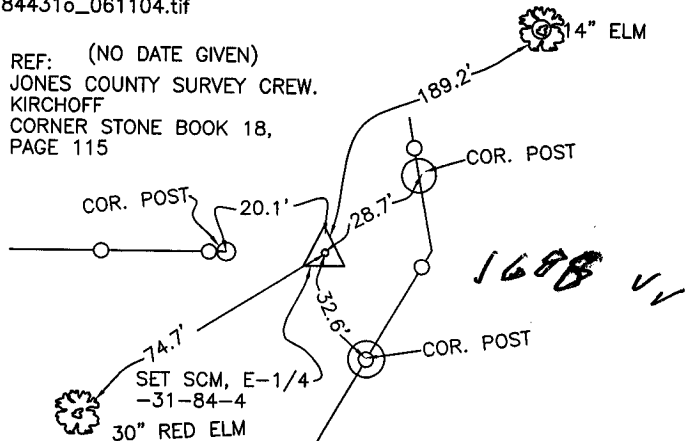 84431o_061104.tif
REF: (NO DATE GIVEN)
JONES COUNTY SURVEY CREW.
KIRCHOFF
CORNER STONE BOOK 18,
PAGE 115
14" ELM
189.2'
COR. POST
COR. POST
20.1'
28.7'
32.6'
COR. POST
74.7'
SET SCM, E-1/4
-31-84-4
30" RED ELM